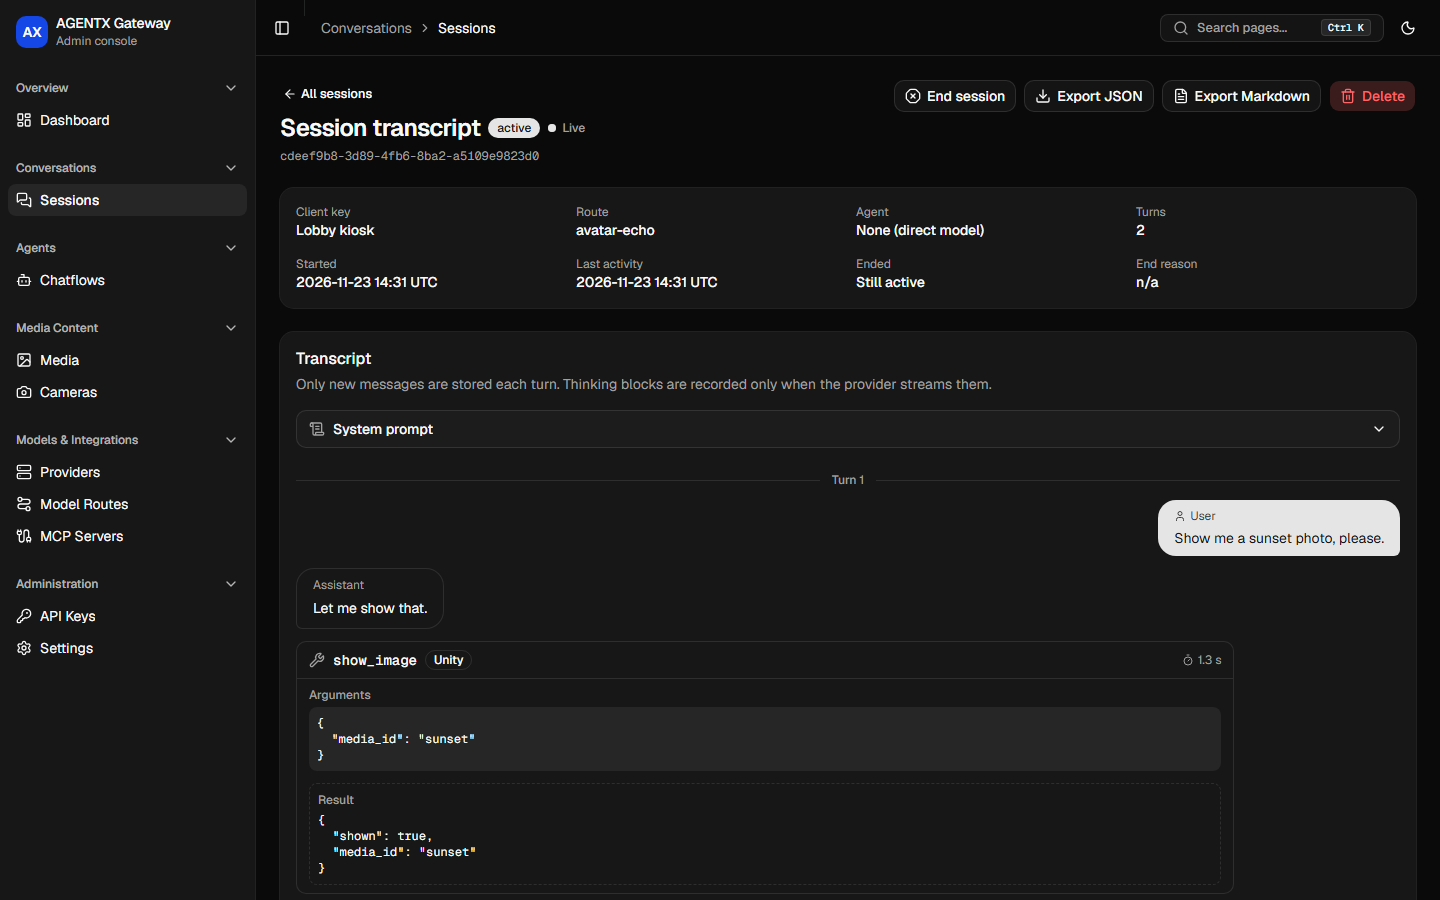 AX
AGENTX Gateway
Admin console
Overview
Dashboard
Conversations
Sessions
Agents
Chatflows
Media Content
Media
Cameras
Models & Integrations
Providers
Model Routes
MCP Servers
Administration
API Keys
Settings
Conversations > Sessions
Search pages... Ctrl K
← All sessions
End session
Export JSON
Export Markdown
Delete
Session transcript active Live
cdeef9b8-3d89-4fb6-8ba2-a5109e9823d0
Client key
Lobby kiosk
Route
avatar-echo
Agent
None (direct model)
Turns
2
Started
2026-11-23 14:31 UTC
Last activity
2026-11-23 14:31 UTC
Ended
Still active
End reason
n/a
Transcript
Only new messages are stored each turn. Thinking blocks are recorded only when the provider streams them.
System prompt
Turn 1
User
Show me a sunset photo, please.
Assistant
Let me show that.
show_image Unity 1.3 s
Arguments
{
"media_id": "sunset"
}
Result
{
"shown": true,
"media_id": "sunset"
}